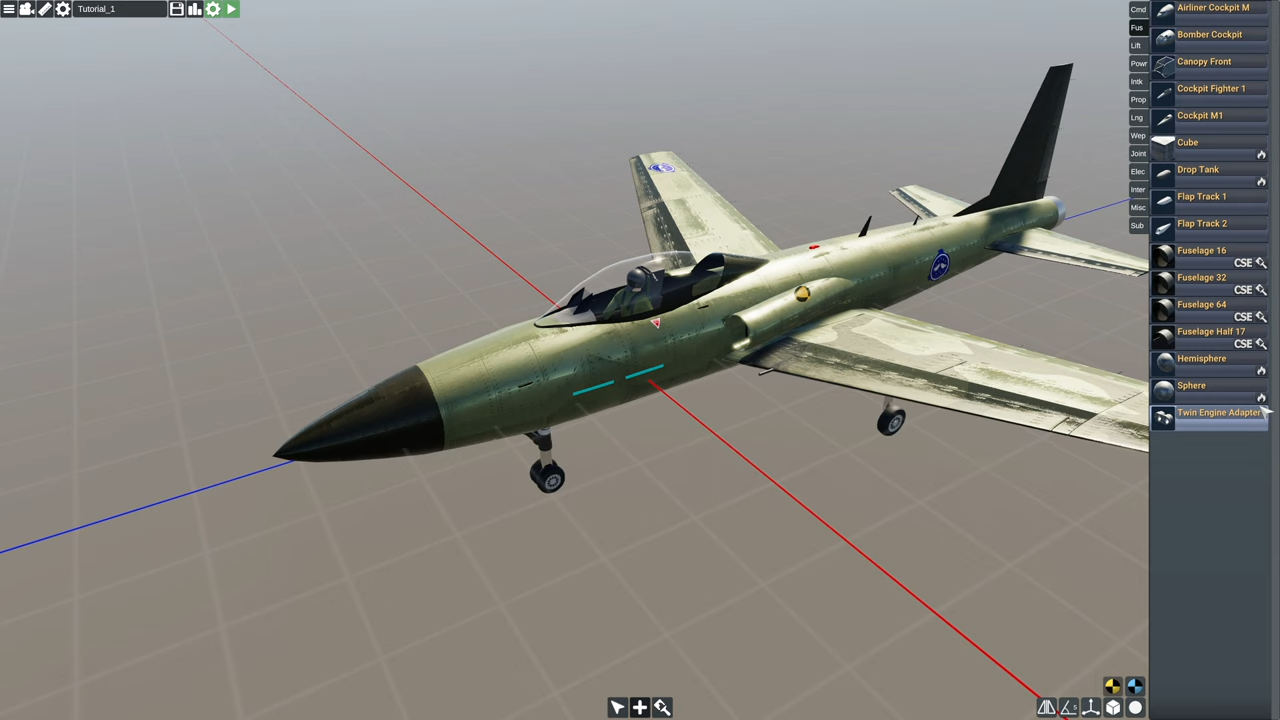 Tutorial_1
Cmd
Fus
Lift
Powr
Intk
Prop
Lng
Wep
Joint
Elec
Inter
Misc
Sub
Airliner Cockpit M
Bomber Cockpit
Canopy Front
Cockpit Fighter 1
Cockpit M1
Cube
Drop Tank
Flap Track 1
Flap Track 2
Fuselage 16
CSE
Fuselage 32
CSE
Fuselage 64
CSE
Fuselage Half 17
CSE
Hemisphere
Sphere
Twin Engine Adapter